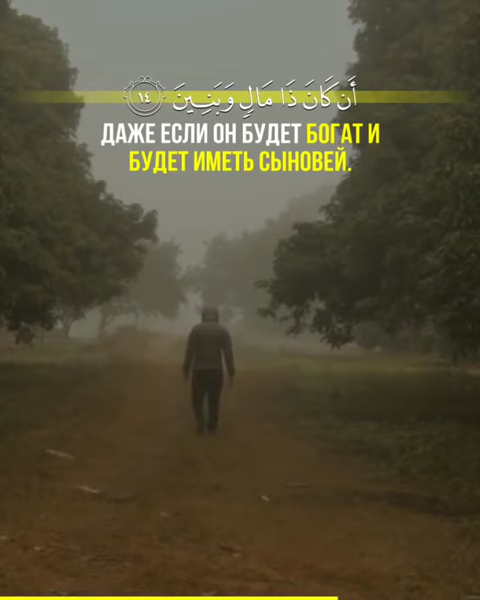 أَن كَانَ ذَا مَالٍ وَبَنِينَ ١٤
ДАЖЕ ЕСЛИ ОН БУДЕТ БОГАТ И
БУДЕТ ИМЕТЬ СЫНОВЕЙ.